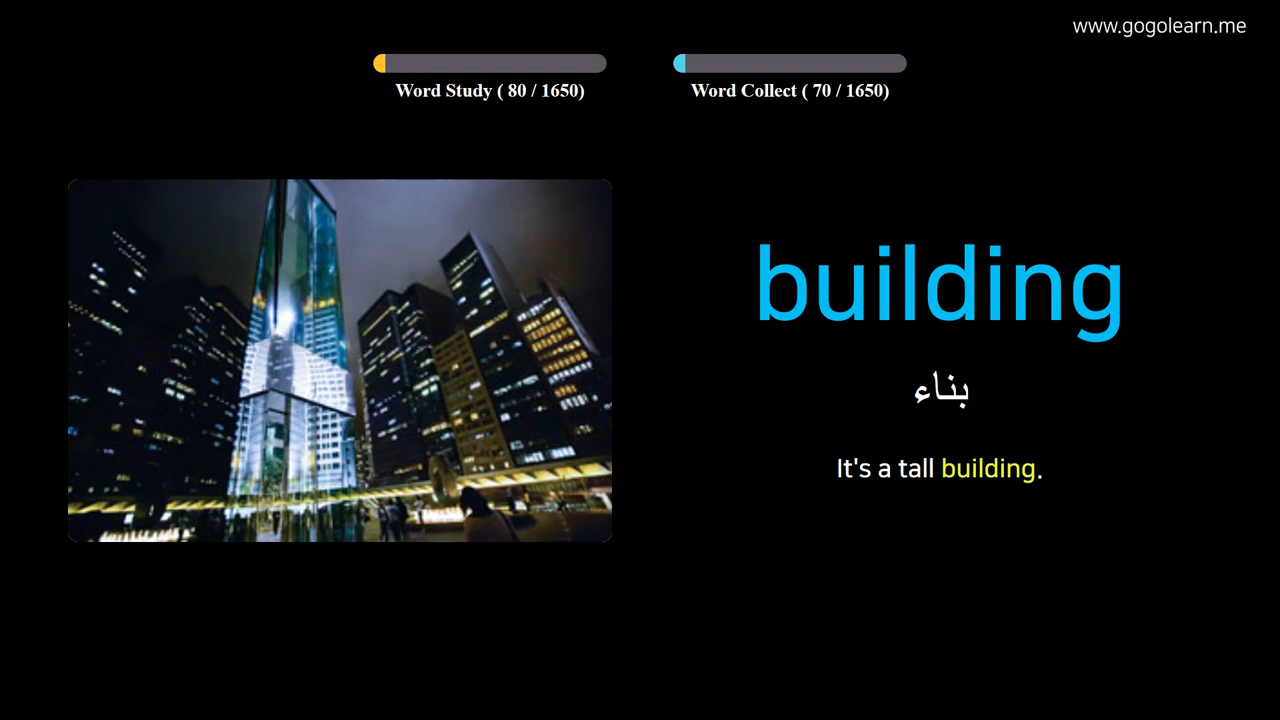 www.gogolearn.me
Word Study ( 80 / 1650)
Word Collect ( 70 / 1650)
building
بناء
It's a tall building.